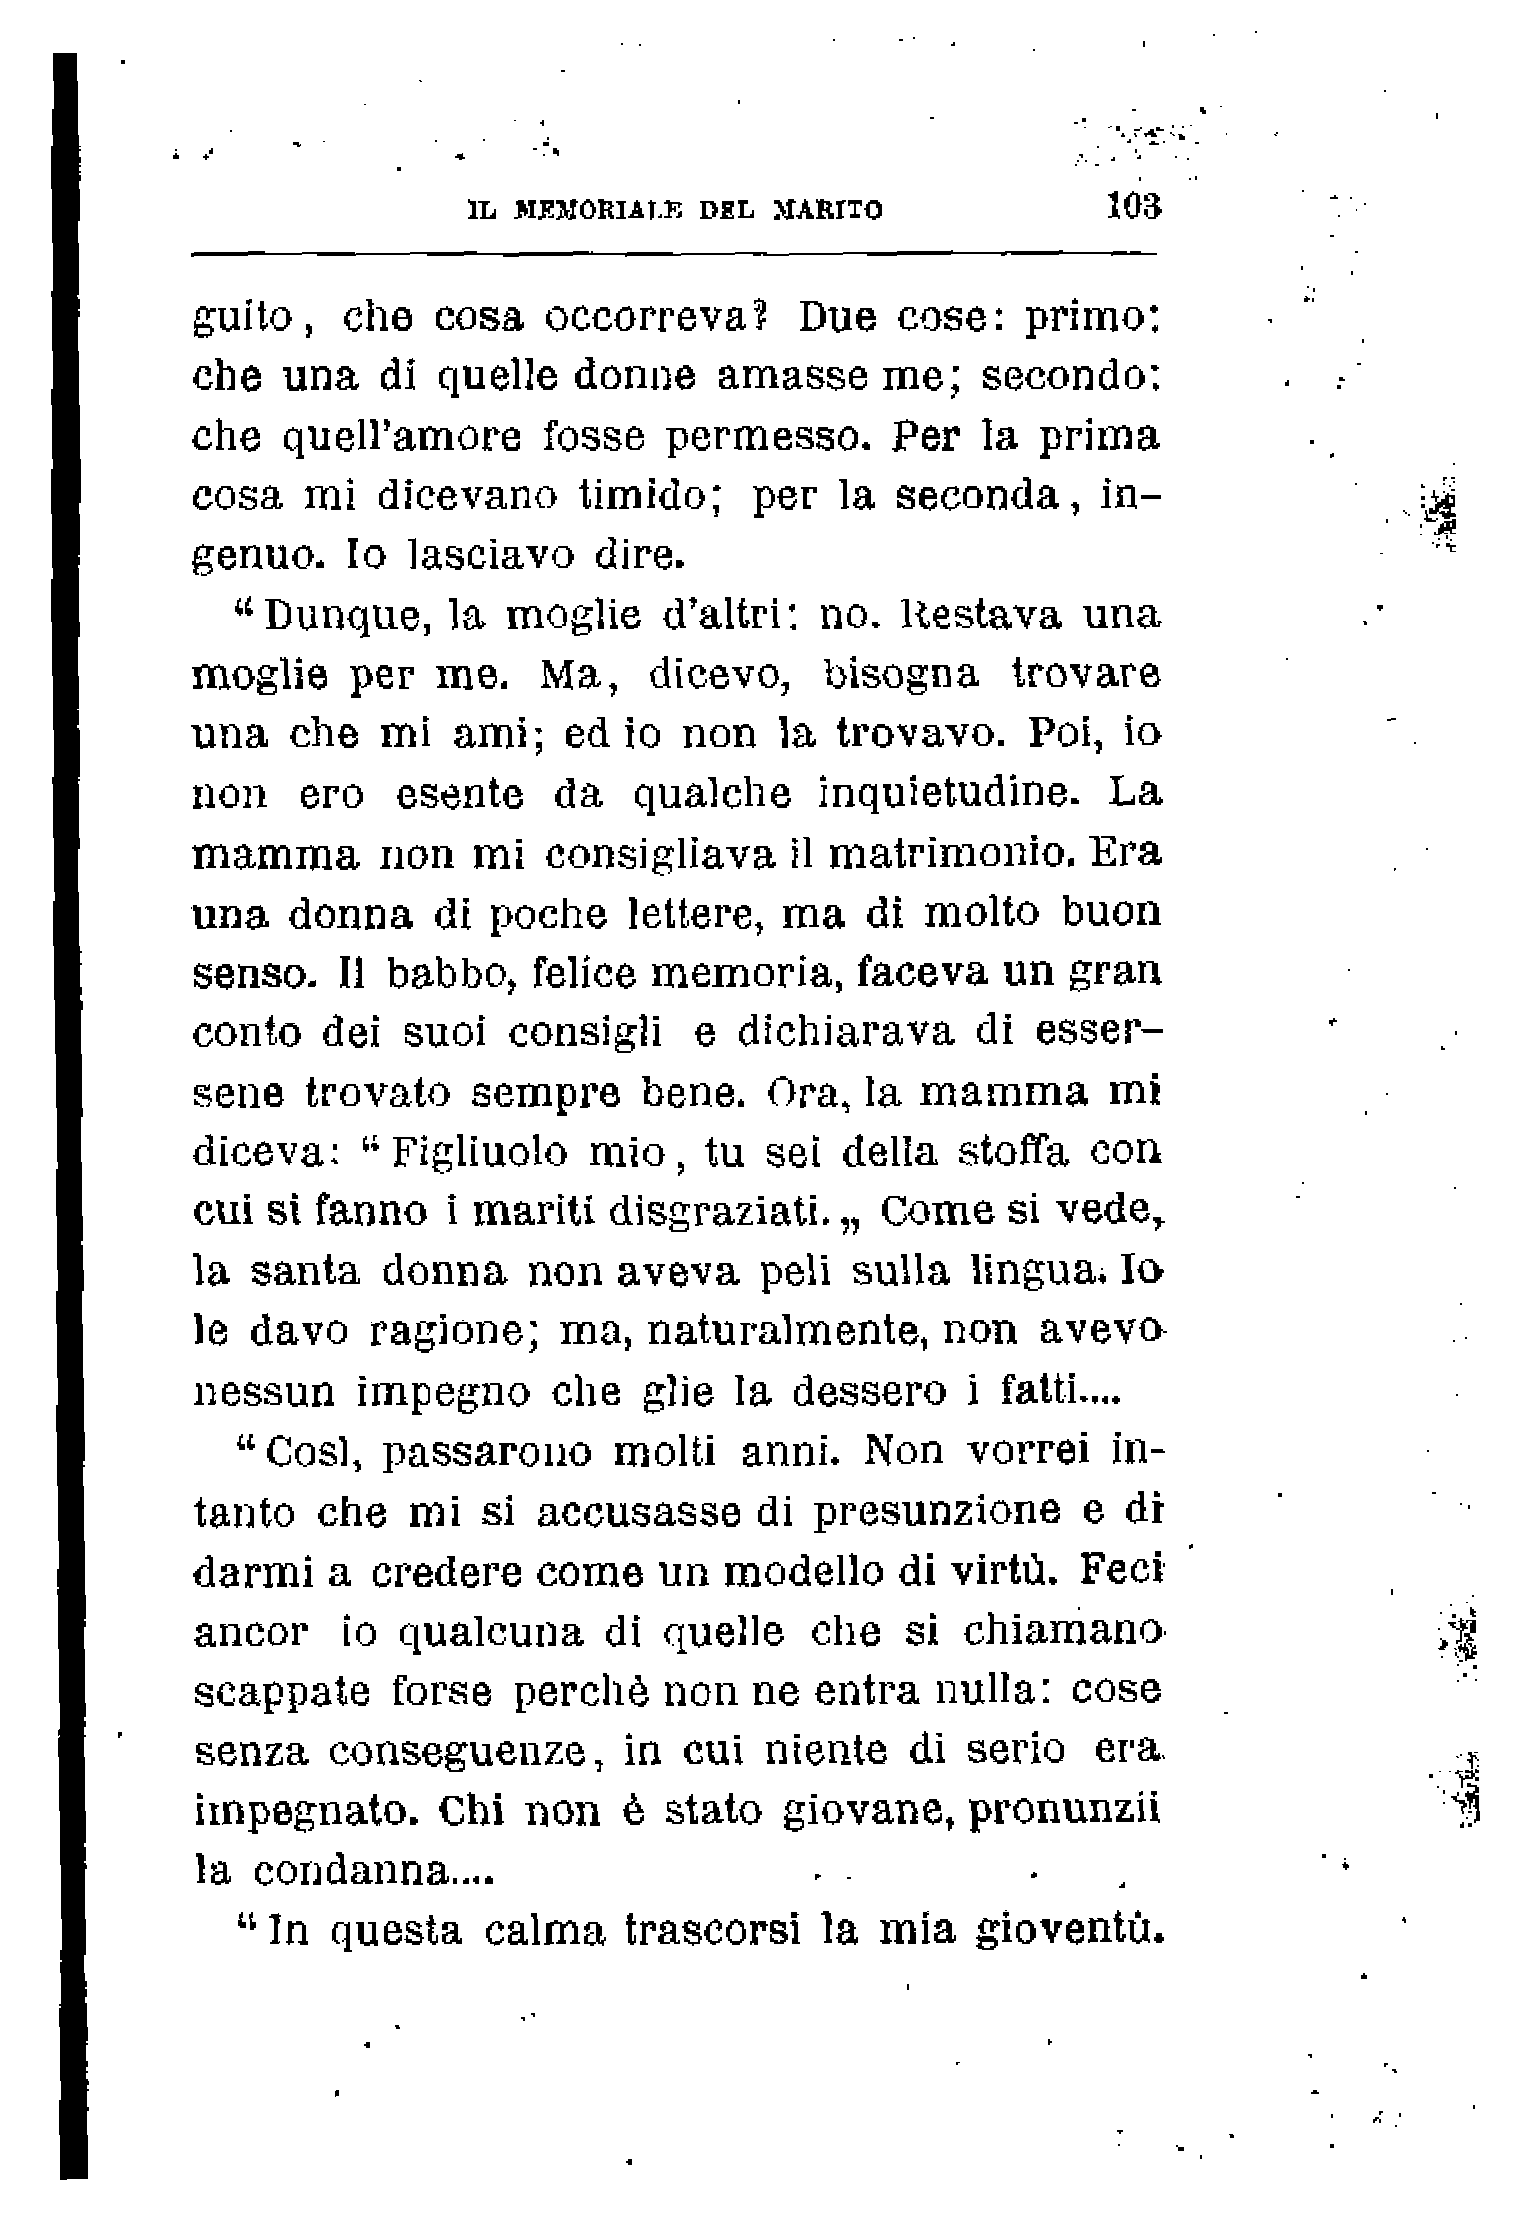 IL MEMORIALE DEL MARITO 103
guito, che cosa occorreva? Due cose: primo:
che una di quelle donne amasse me; secondo:
che quell'amore fosse permesso. Per la prima
cosa mi dicevano timido; per la seconda, in-
genuo. Io lasciavo dire.
“Dunque, la moglie d'altri: no. Restava una
moglie per me. Ma, dicevo, bisogna trovare
una che mi ami; ed io non la trovavo. Poi, io
non ero esente da qualche inquietudine. La
mamma non mi consigliava il matrimonio. Era
una donna di poche lettere, ma di molto buon
senso. Il babbo, felice memoria, faceva un gran
conto dei suoi consigli e dichiarava di esser-
sene trovato sempre bene. Ora, la mamma mi
diceva: “Figliuolo mio, tu sei della stoffa con
cui si fanno i mariti disgraziati.„ Come si vede,
la santa donna non aveva peli sulla lingua. Io
le davo ragione; ma, naturalmente, non avevo
nessun impegno che glie la dessero i fatti....
“Così, passarono molti anni. Non vorrei in-
tanto che mi si accusasse di presunzione e di
darmi a credere come un modello di virtù. Feci
ancor io qualcuna di quelle che si chiamano
scappate forse perchè non ne entra nulla: cose
senza conseguenze, in cui niente di serio era
impegnato. Chi non è stato giovane, pronunzii
la condanna....
“In questa calma trascorsi la mia gioventù.